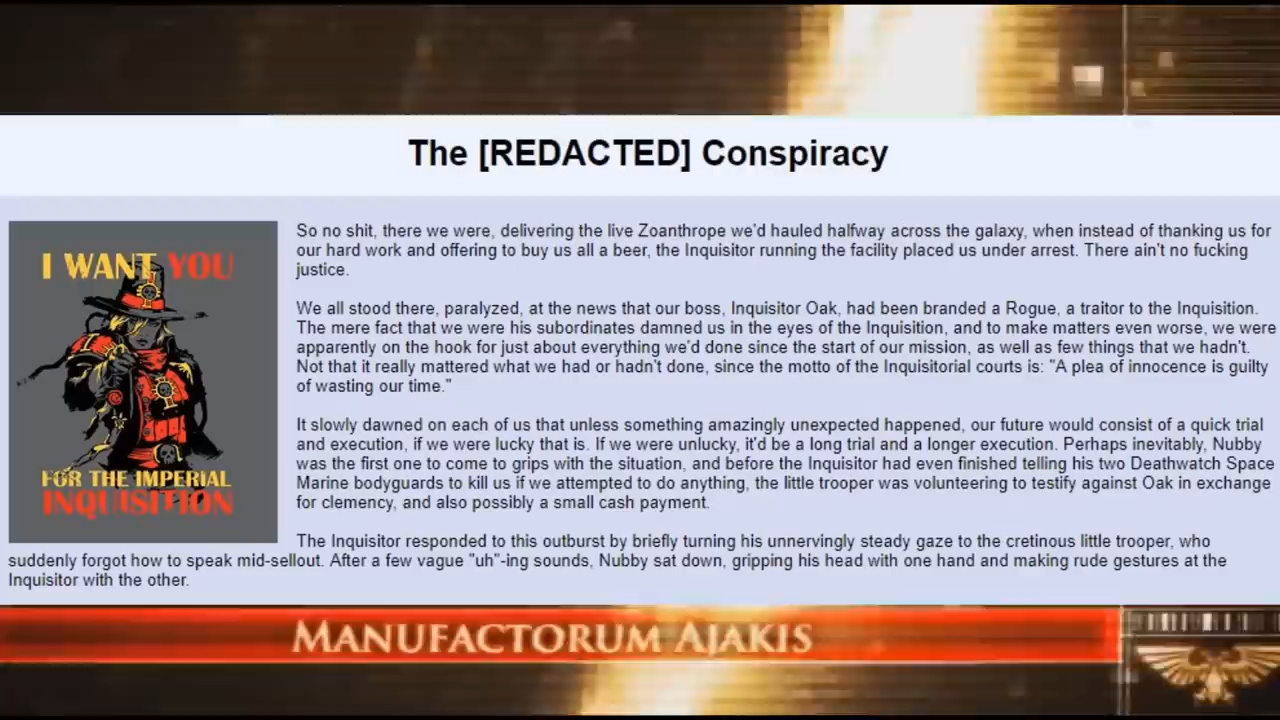 The [REDACTED] Conspiracy
I WANT YOU
FOR THE IMPERIAL
INQUISITION
So no shit, there we were, delivering the live Zoanthrope we'd hauled halfway across the galaxy, when instead of thanking us for
our hard work and offering to buy us all a beer, the Inquisitor running the facility placed us under arrest. There ain't no fucking
justice.
We all stood there, paralyzed, at the news that our boss, Inquisitor Oak, had been branded a Rogue, a traitor to the Inquisition.
The mere fact that we were his subordinates damned us in the eyes of the Inquisition, and to make matters even worse, we were
apparently on the hook for just about everything we'd done since the start of our mission, as well as few things that we hadn't.
Not that it really mattered what we had or hadn't done, since the motto of the Inquisitorial courts is: "A plea of innocence is guilty
of wasting our time."
It slowly dawned on each of us that unless something amazingly unexpected happened, our future would consist of a quick trial
and execution, if we were lucky that is. If we were unlucky, it'd be a long trial and a longer execution. Perhaps inevitably, Nubby
was the first one to come to grips with the situation, and before the Inquisitor had even finished telling his two Deathwatch Space
Marine bodyguards to kill us if we attempted to do anything, the little trooper was volunteering to testify against Oak in exchange
for clemency, and also possibly a small cash payment.
The Inquisitor responded to this outburst by briefly turning his unnervingly steady gaze to the cretinous little trooper, who
suddenly forgot how to speak mid-sellout. After a few vague "uh"-ing sounds, Nubby sat down, gripping his head with one hand and making rude gestures at the
Inquisitor with the other.
MANUFACTORUM AJAKIS